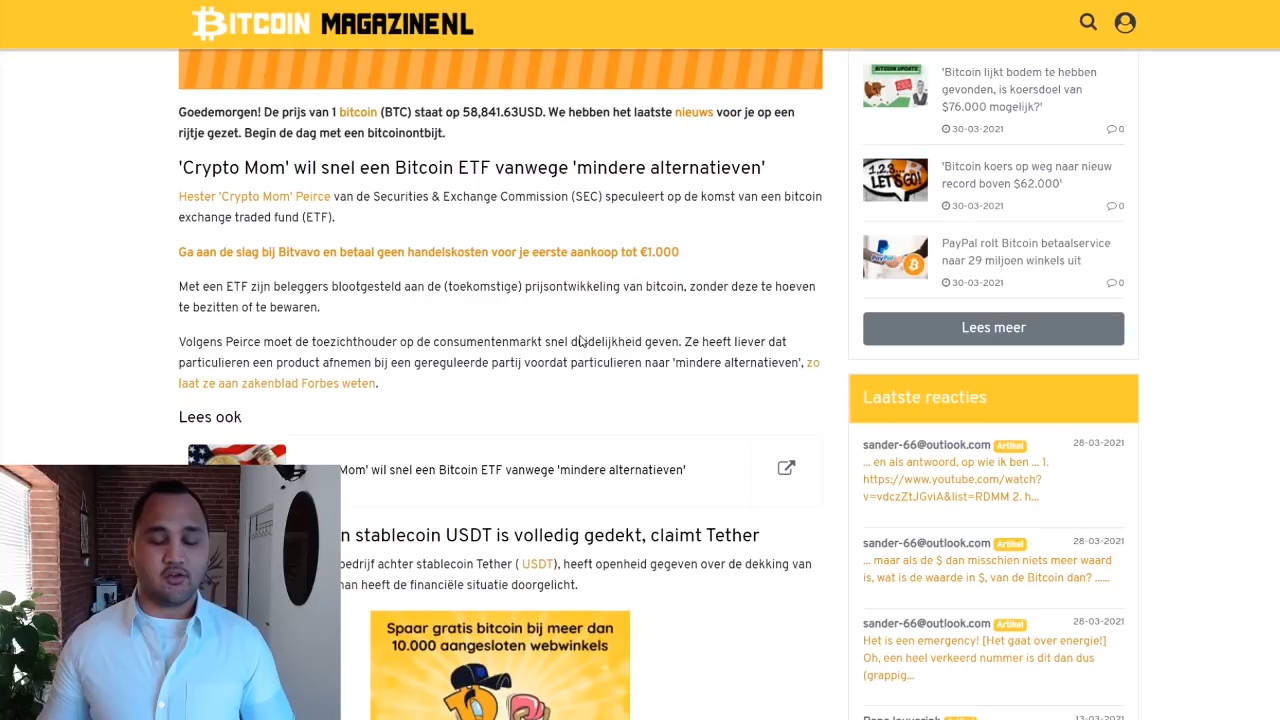 BITCOIN MAGAZINENL
Goedemorgen! De prijs van 1 bitcoin (BTC) staat op 58,841.63USD. We hebben het laatste nieuws voor je op een
rijtje gezet. Begin de dag met een bitcoinontbijt.
'Crypto Mom' wil snel een Bitcoin ETF vanwege 'mindere alternatieven'
Hester 'Crypto Mom' Peirce van de Securities & Exchange Commission (SEC) speculeert op de komst van een bitcoin
exchange traded fund (ETF).
Ga aan de slag bij Bitvavo en betaal geen handelskosten voor je eerste aankoop tot €1.000
Met een ETF zijn beleggers blootgesteld aan de (toekomstige) prijsontwikkeling van bitcoin, zonder deze te hoeven
te bezitten of te bewaren.
Volgens Peirce moet de toezichthouder op de consumentenmarkt snel duidelijkheid geven. Ze heeft liever dat
particulieren een product afnemen bij een gereguleerde partij voordat particulieren naar 'mindere alternatieven', zo
laat ze aan zakenblad Forbes weten.
Lees ook
Mom' wil snel een Bitcoin ETF vanwege 'mindere alternatieven'
n stablecoin USDT is volledig gedekt, claimt Tether
bedrijf achter stablecoin Tether ( USDT), heeft openheid gegeven over de dekking van
han heeft de financiële situatie doorgelicht.
Spaar gratis bitcoin bij meer dan
10.000 aangesloten webwinkels
BITCOIN UPDATE
'Bitcoin lijkt bodem te hebben
gevonden, is koersdoel van
$76.000 mogelijk?'
30-03-2021 0
1,2,3...
LET'S GO!
'Bitcoin koers op weg naar nieuw
record boven $62.000'
30-03-2021 0
PayPal
PayPal rolt Bitcoin betaalservice
naar 29 miljoen winkels uit
30-03-2021 0
Lees meer
Laatste reacties
sander-66@outlook.com Artikel 28-03-2021
... en als antwoord, op wie ik ben ... 1.
https://www.youtube.com/watch?
v=vdczZtJGviA&list=RDMM 2. h...
sander-66@outlook.com Artikel 28-03-2021
... maar als de $ dan misschien niets meer waard
is, wat is de waarde in $, van de Bitcoin dan? ......
sander-66@outlook.com Artikel 28-03-2021
Het is een emergency! [Het gaat over energie!]
Oh, een heel verkeerd nummer is dit dan dus
(grappig...
13-03-2021